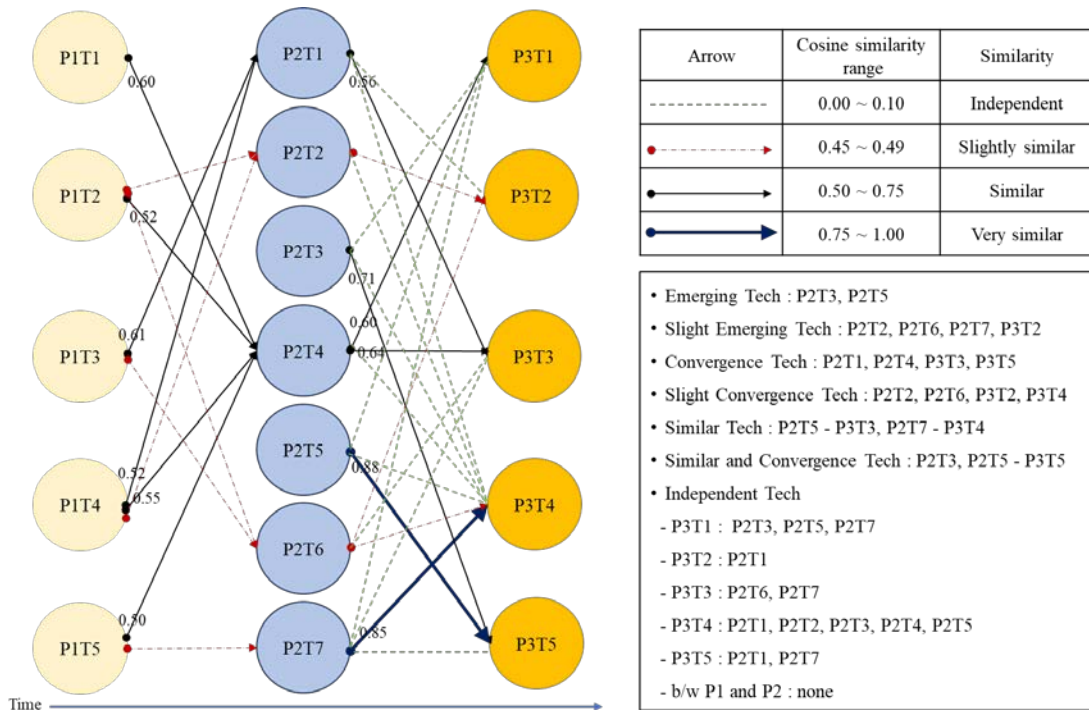 P1T1
P1T2
P1T3
P1T4
P1T5
0.60
0.52
0.61
0.52
0.55
0.50
P2T1
P2T2
P2T3
P2T4
P2T5
P2T6
P2T7
0.56
0.71
0.60
0.64
0.88
0.85
P3T1
P3T2
P3T3
P3T4
P3T5
Time
Arrow Cosine similarity range Similarity
0.00 ~ 0.10 Independent
0.45 ~ 0.49 Slightly similar
0.50 ~ 0.75 Similar
0.75 ~ 1.00 Very similar
• Emerging Tech : P2T3, P2T5
• Slight Emerging Tech : P2T2, P2T6, P2T7, P3T2
• Convergence Tech : P2T1, P2T4, P3T3, P3T5
• Slight Convergence Tech : P2T2, P2T6, P3T2, P3T4
• Similar Tech : P2T5 - P3T3, P2T7 - P3T4
• Similar and Convergence Tech : P2T3, P2T5 - P3T5
• Independent Tech
- P3T1 : P2T3, P2T5, P2T7
- P3T2 : P2T1
- P3T3 : P2T6, P2T7
- P3T4 : P2T1, P2T2, P2T3, P2T4, P2T5
- P3T5 : P2T1, P2T7
- b/w P1 and P2 : none